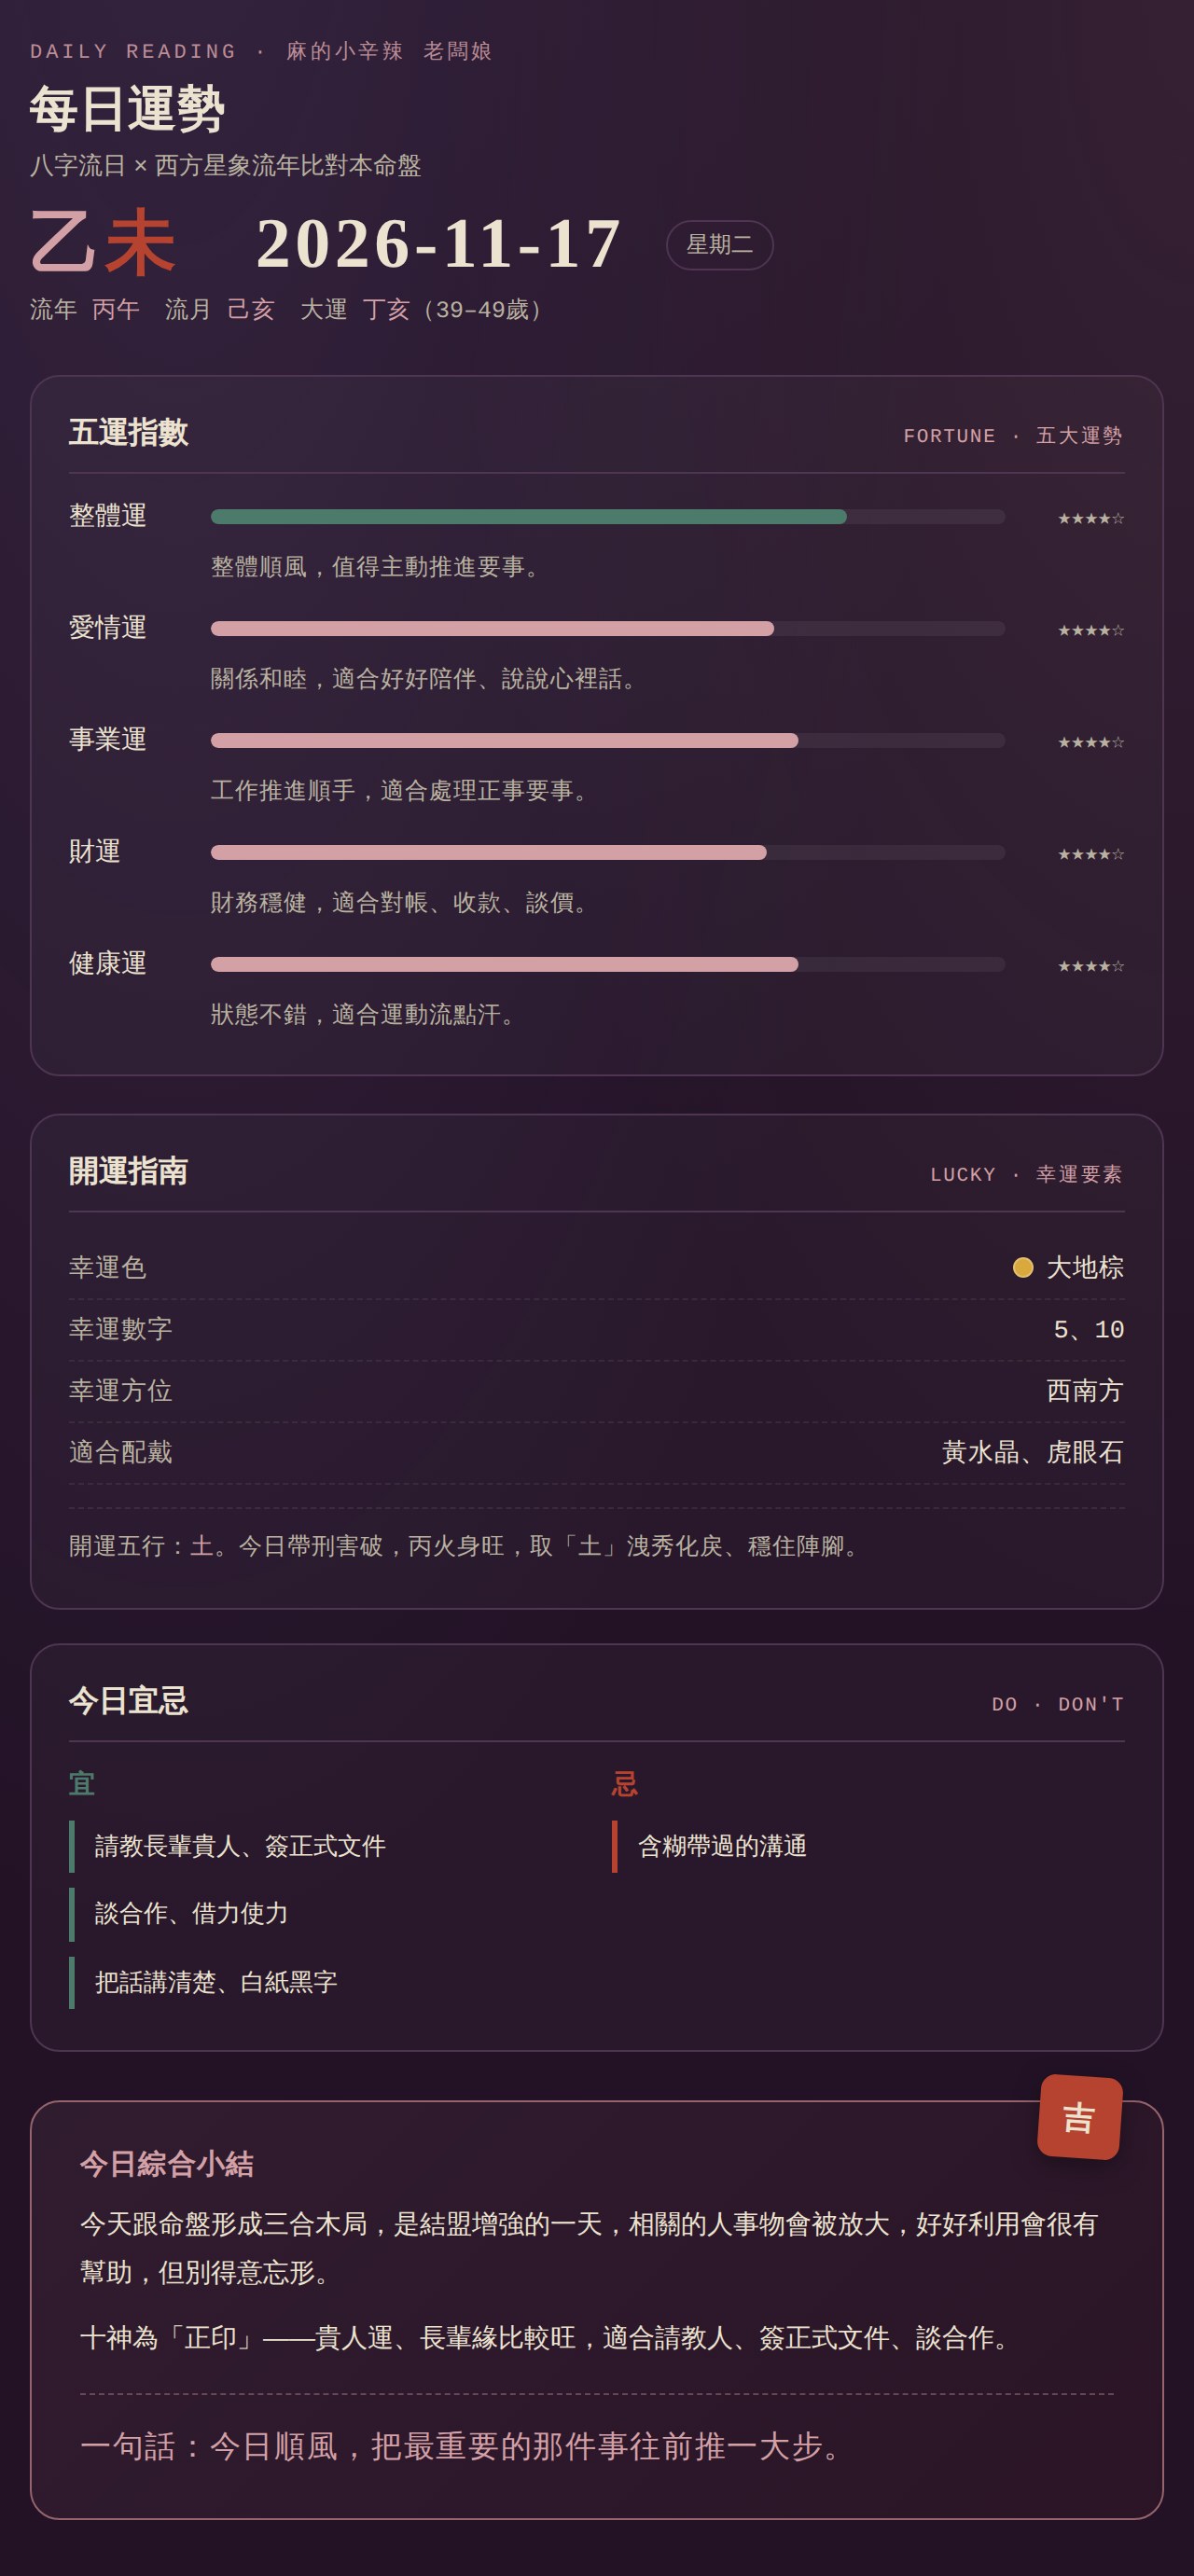 DAILY READING · 麻的小辛辣 老闆娘
每日運勢
八字流日 × 西方星象流年比對本命盤
乙未 2026-11-17 星期二
流年 丙午 流月 己亥 大運 丁亥（39–49歲）
五運指數 FORTUNE · 五大運勢
整體運 ★★★★☆
整體順風，值得主動推進要事。
愛情運 ★★★★☆
關係和睦，適合好好陪伴、說說心裡話。
事業運 ★★★★☆
工作推進順手，適合處理正事要事。
財運 ★★★★☆
財務穩健，適合對帳、收款、談價。
健康運 ★★★★☆
狀態不錯，適合運動流點汗。
開運指南 LUCKY · 幸運要素
幸運色 大地棕
幸運數字 5、10
幸運方位 西南方
適合配戴 黃水晶、虎眼石
開運五行：土。今日帶刑害破，丙火身旺，取「土」洩秀化戾、穩住陣腳。
今日宜忌 DO · DON'T
宜 忌
請教長輩貴人、簽正式文件 含糊帶過的溝通
談合作、借力使力
把話講清楚、白紙黑字
吉
今日綜合小結
今天跟命盤形成三合木局，是結盟增強的一天，相關的人事物會被放大，好好利用會很有
幫助，但別得意忘形。
十神為「正印」——貴人運、長輩緣比較旺，適合請教人、簽正式文件、談合作。
一句話：今日順風，把最重要的那件事往前推一大步。